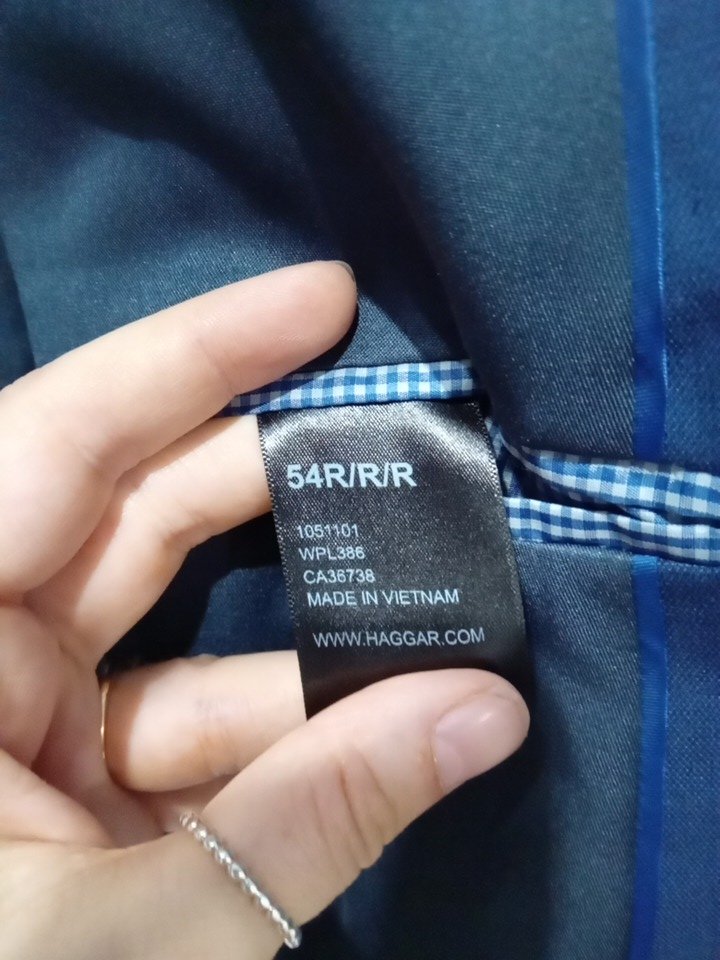 54R/R/R
1051101
WPL386
CA36738
MADE IN VIETNAM
WWW.HAGGAR.COM